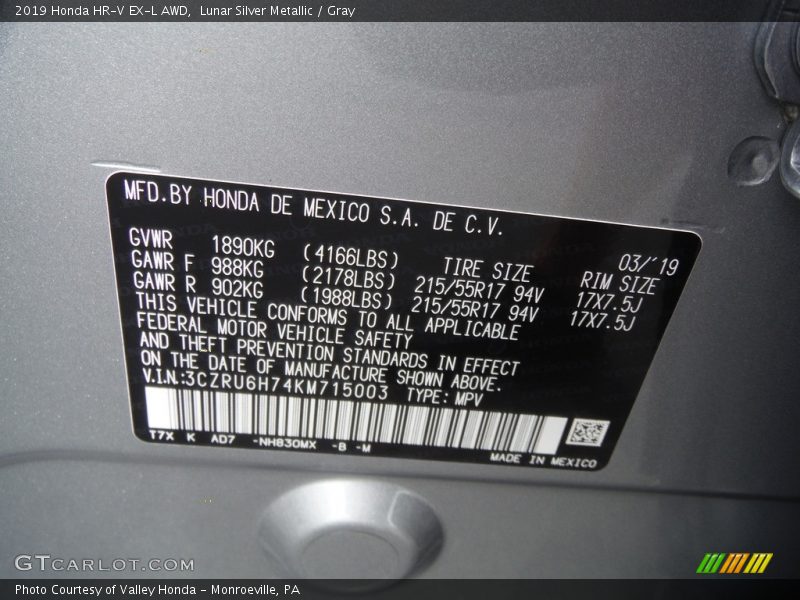 2019 Honda HR-V EX-L AWD, Lunar Silver Metallic / Gray
MFD.BY HONDA DE MEXICO S.A. DE C.V.
03/'19
GVWR 1890KG (4166LBS) TIRE SIZE RIM SIZE
GAWR F 988KG (2178LBS) 215/55R17 94V 17X7.5J
GAWR R 902KG (1988LBS) 215/55R17 94V 17X7.5J
THIS VEHICLE CONFORMS TO ALL APPLICABLE
FEDERAL MOTOR VEHICLE SAFETY
AND THEFT PREVENTION STANDARDS IN EFFECT
ON THE DATE OF MANUFACTURE SHOWN ABOVE.
V.I.N.:3CZRU6H74KM715003 TYPE: MPV
T7X K AD7 -NH830MX -B -M
MADE IN MEXICO
GTCARLOT.COM
Photo Courtesy of Valley Honda - Monroeville, PA